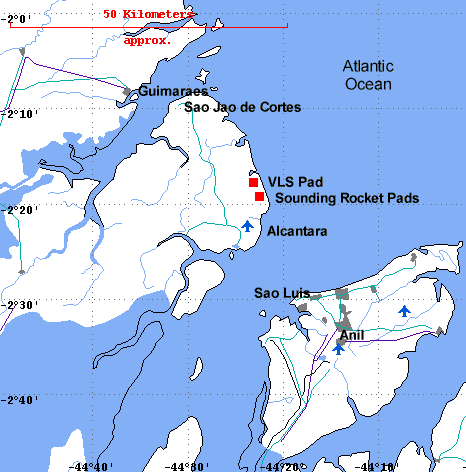 50 Kilometers
approx.
-2°0'
Atlantic
Ocean
Guimaraes
Sao Jao de Cortes
-2°10'
VLS Pad
Sounding Rocket Pads
-2°20'
Alcantara
Sao Luis
-2°30'
Anil
-2°40'
-44°40' -44°30' -44°20' -44°10'